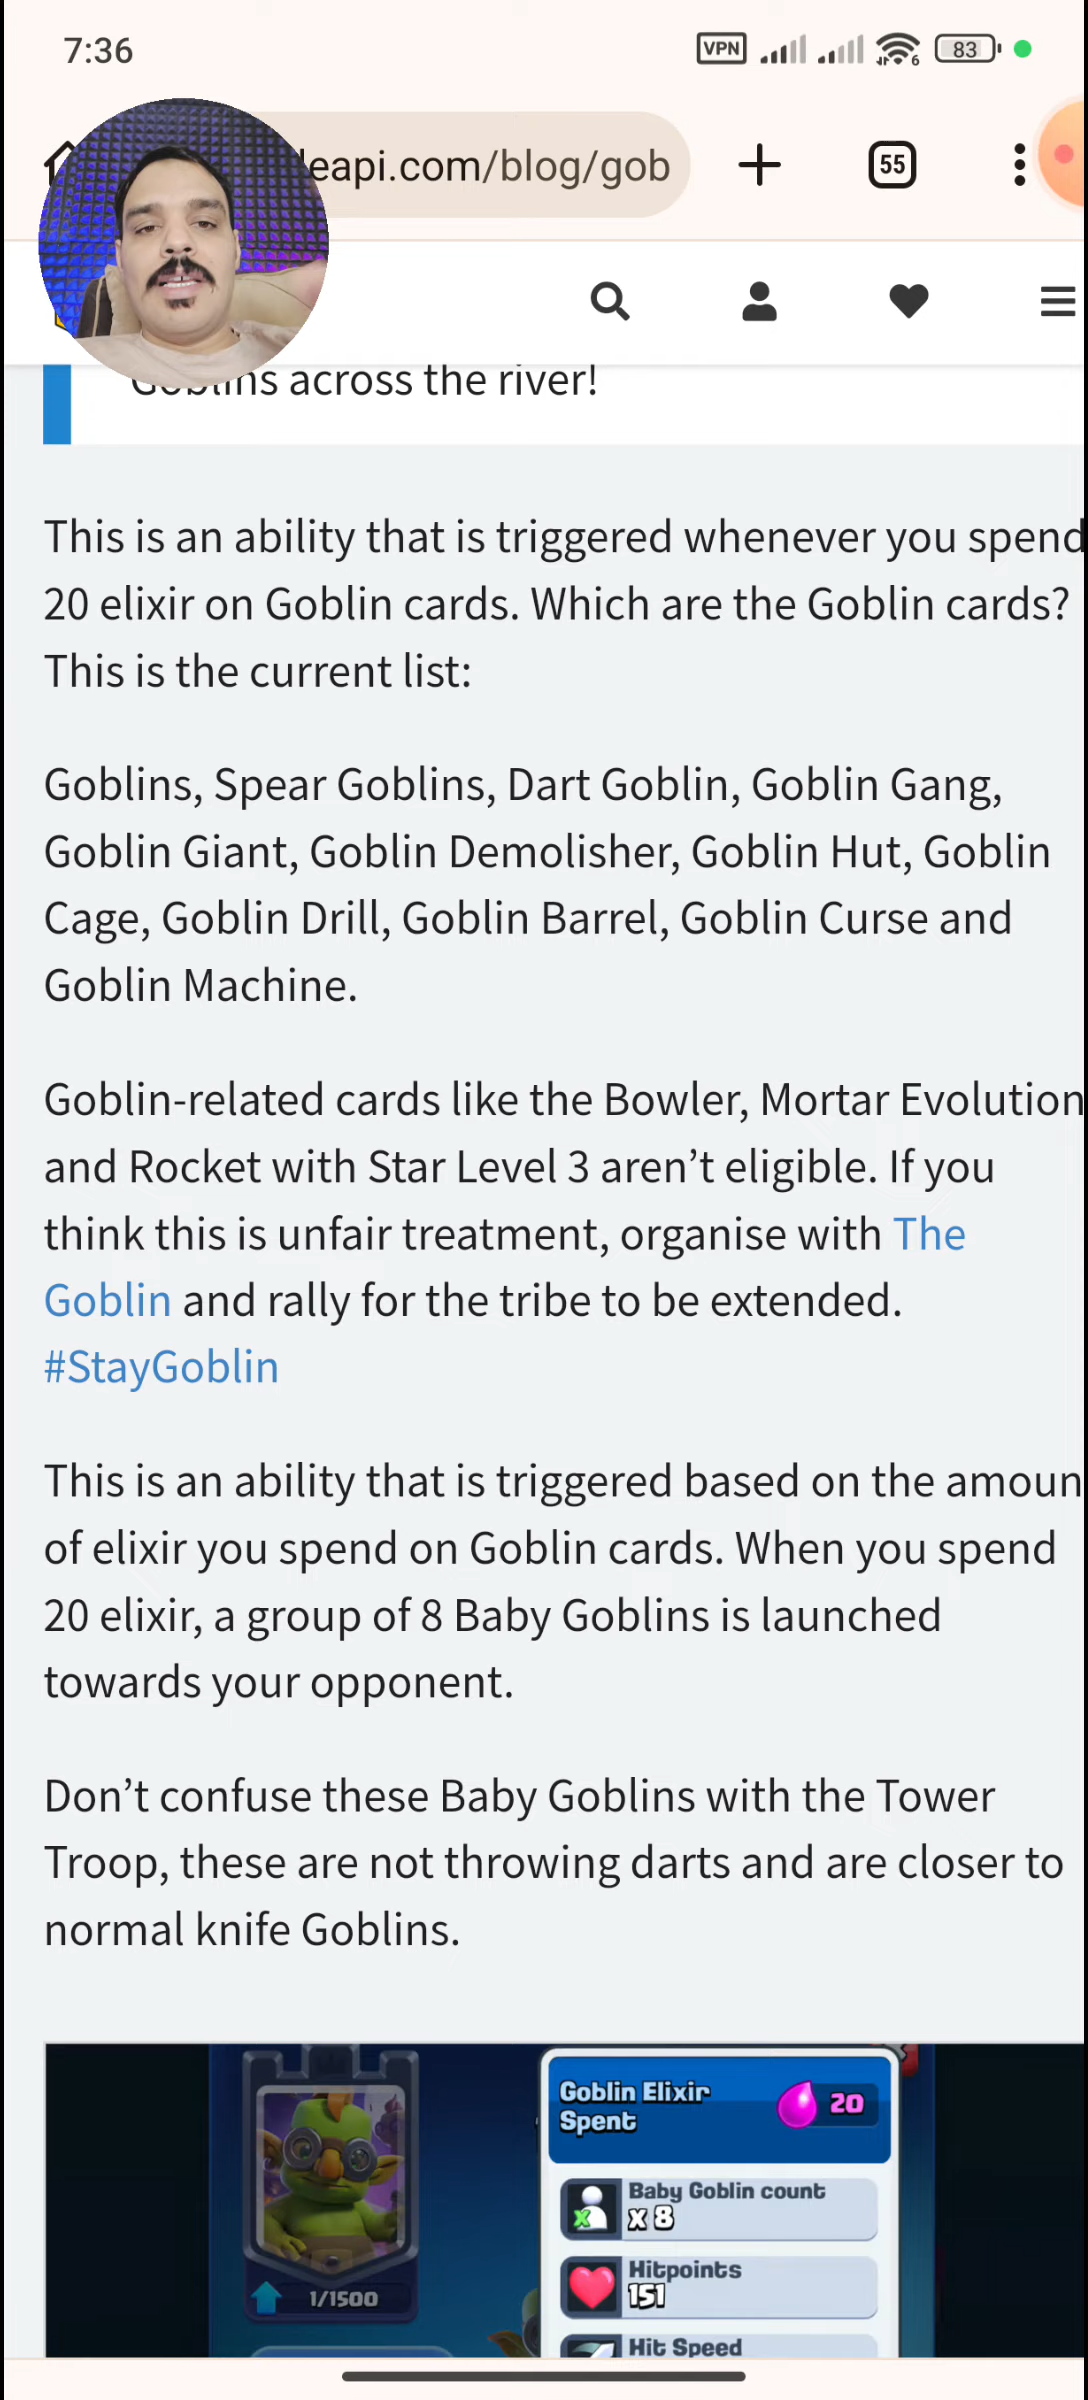 7:36
VPN
6
83
eapi.com/blog/gob
55
Goblins across the river!
This is an ability that is triggered whenever you spend
20 elixir on Goblin cards. Which are the Goblin cards?
This is the current list:
Goblins, Spear Goblins, Dart Goblin, Goblin Gang,
Goblin Giant, Goblin Demolisher, Goblin Hut, Goblin
Cage, Goblin Drill, Goblin Barrel, Goblin Curse and
Goblin Machine.
Goblin-related cards like the Bowler, Mortar Evolution
and Rocket with Star Level 3 aren’t eligible. If you
think this is unfair treatment, organise with The
Goblin and rally for the tribe to be extended.
#StayGoblin
This is an ability that is triggered based on the amoun
of elixir you spend on Goblin cards. When you spend
20 elixir, a group of 8 Baby Goblins is launched
towards your opponent.
Don’t confuse these Baby Goblins with the Tower
Troop, these are not throwing darts and are closer to
normal knife Goblins.
Goblin Elixir
Spent
20
Baby Goblin count
x 8
Hitpoints
151
Hit Speed
1/1500